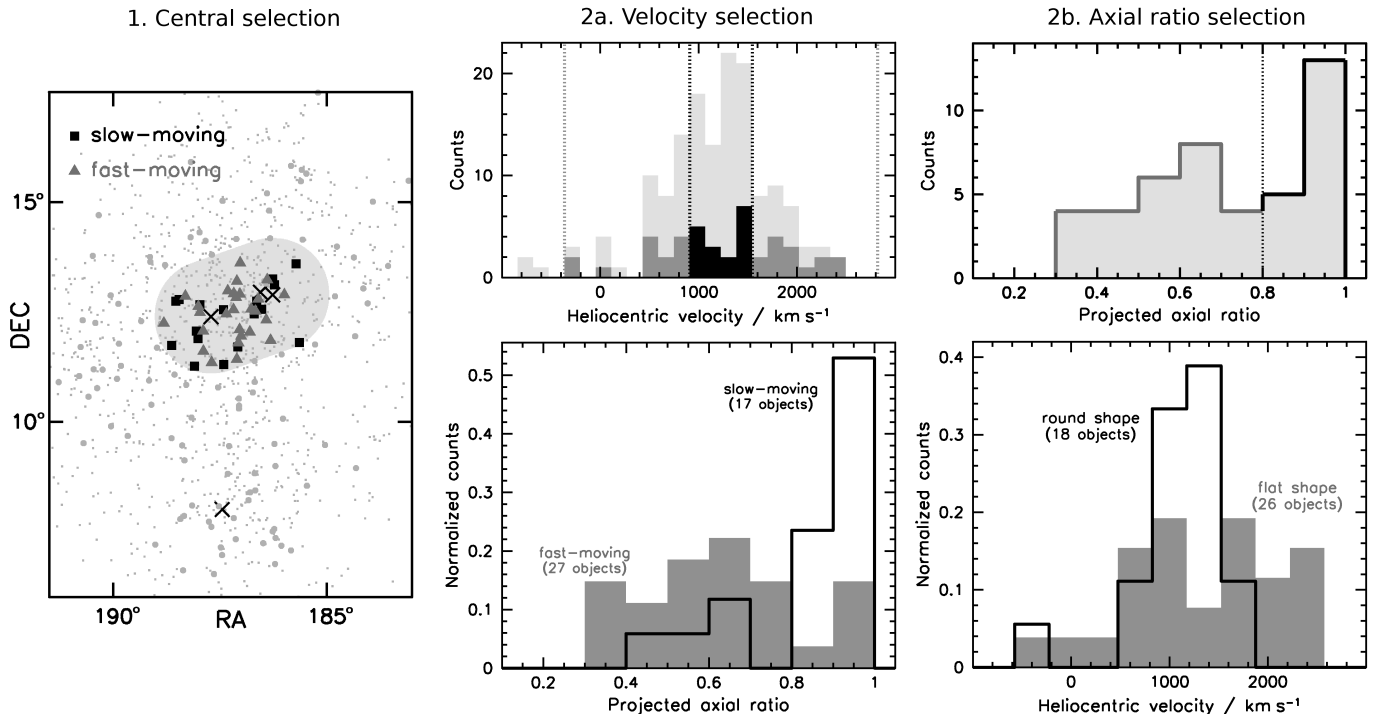 1. Central selection
slow-moving
fast-moving
15°
10°
DEC
190°
RA
185°
2a. Velocity selection
20
10
0
Counts
0
1000
2000
Heliocentric velocity / km s⁻¹
0.5
0.4
0.3
0.2
0.1
0
Normalized counts
slow-moving
(17 objects)
fast-moving
(27 objects)
0.2
0.4
0.6
0.8
1
Projected axial ratio
2b. Axial ratio selection
10
5
0
Counts
0.2
0.4
0.6
0.8
1
Projected axial ratio
0.4
0.3
0.2
0.1
0
Normalized counts
round shape
(18 objects)
flat shape
(26 objects)
0
1000
2000
Heliocentric velocity / km s⁻¹